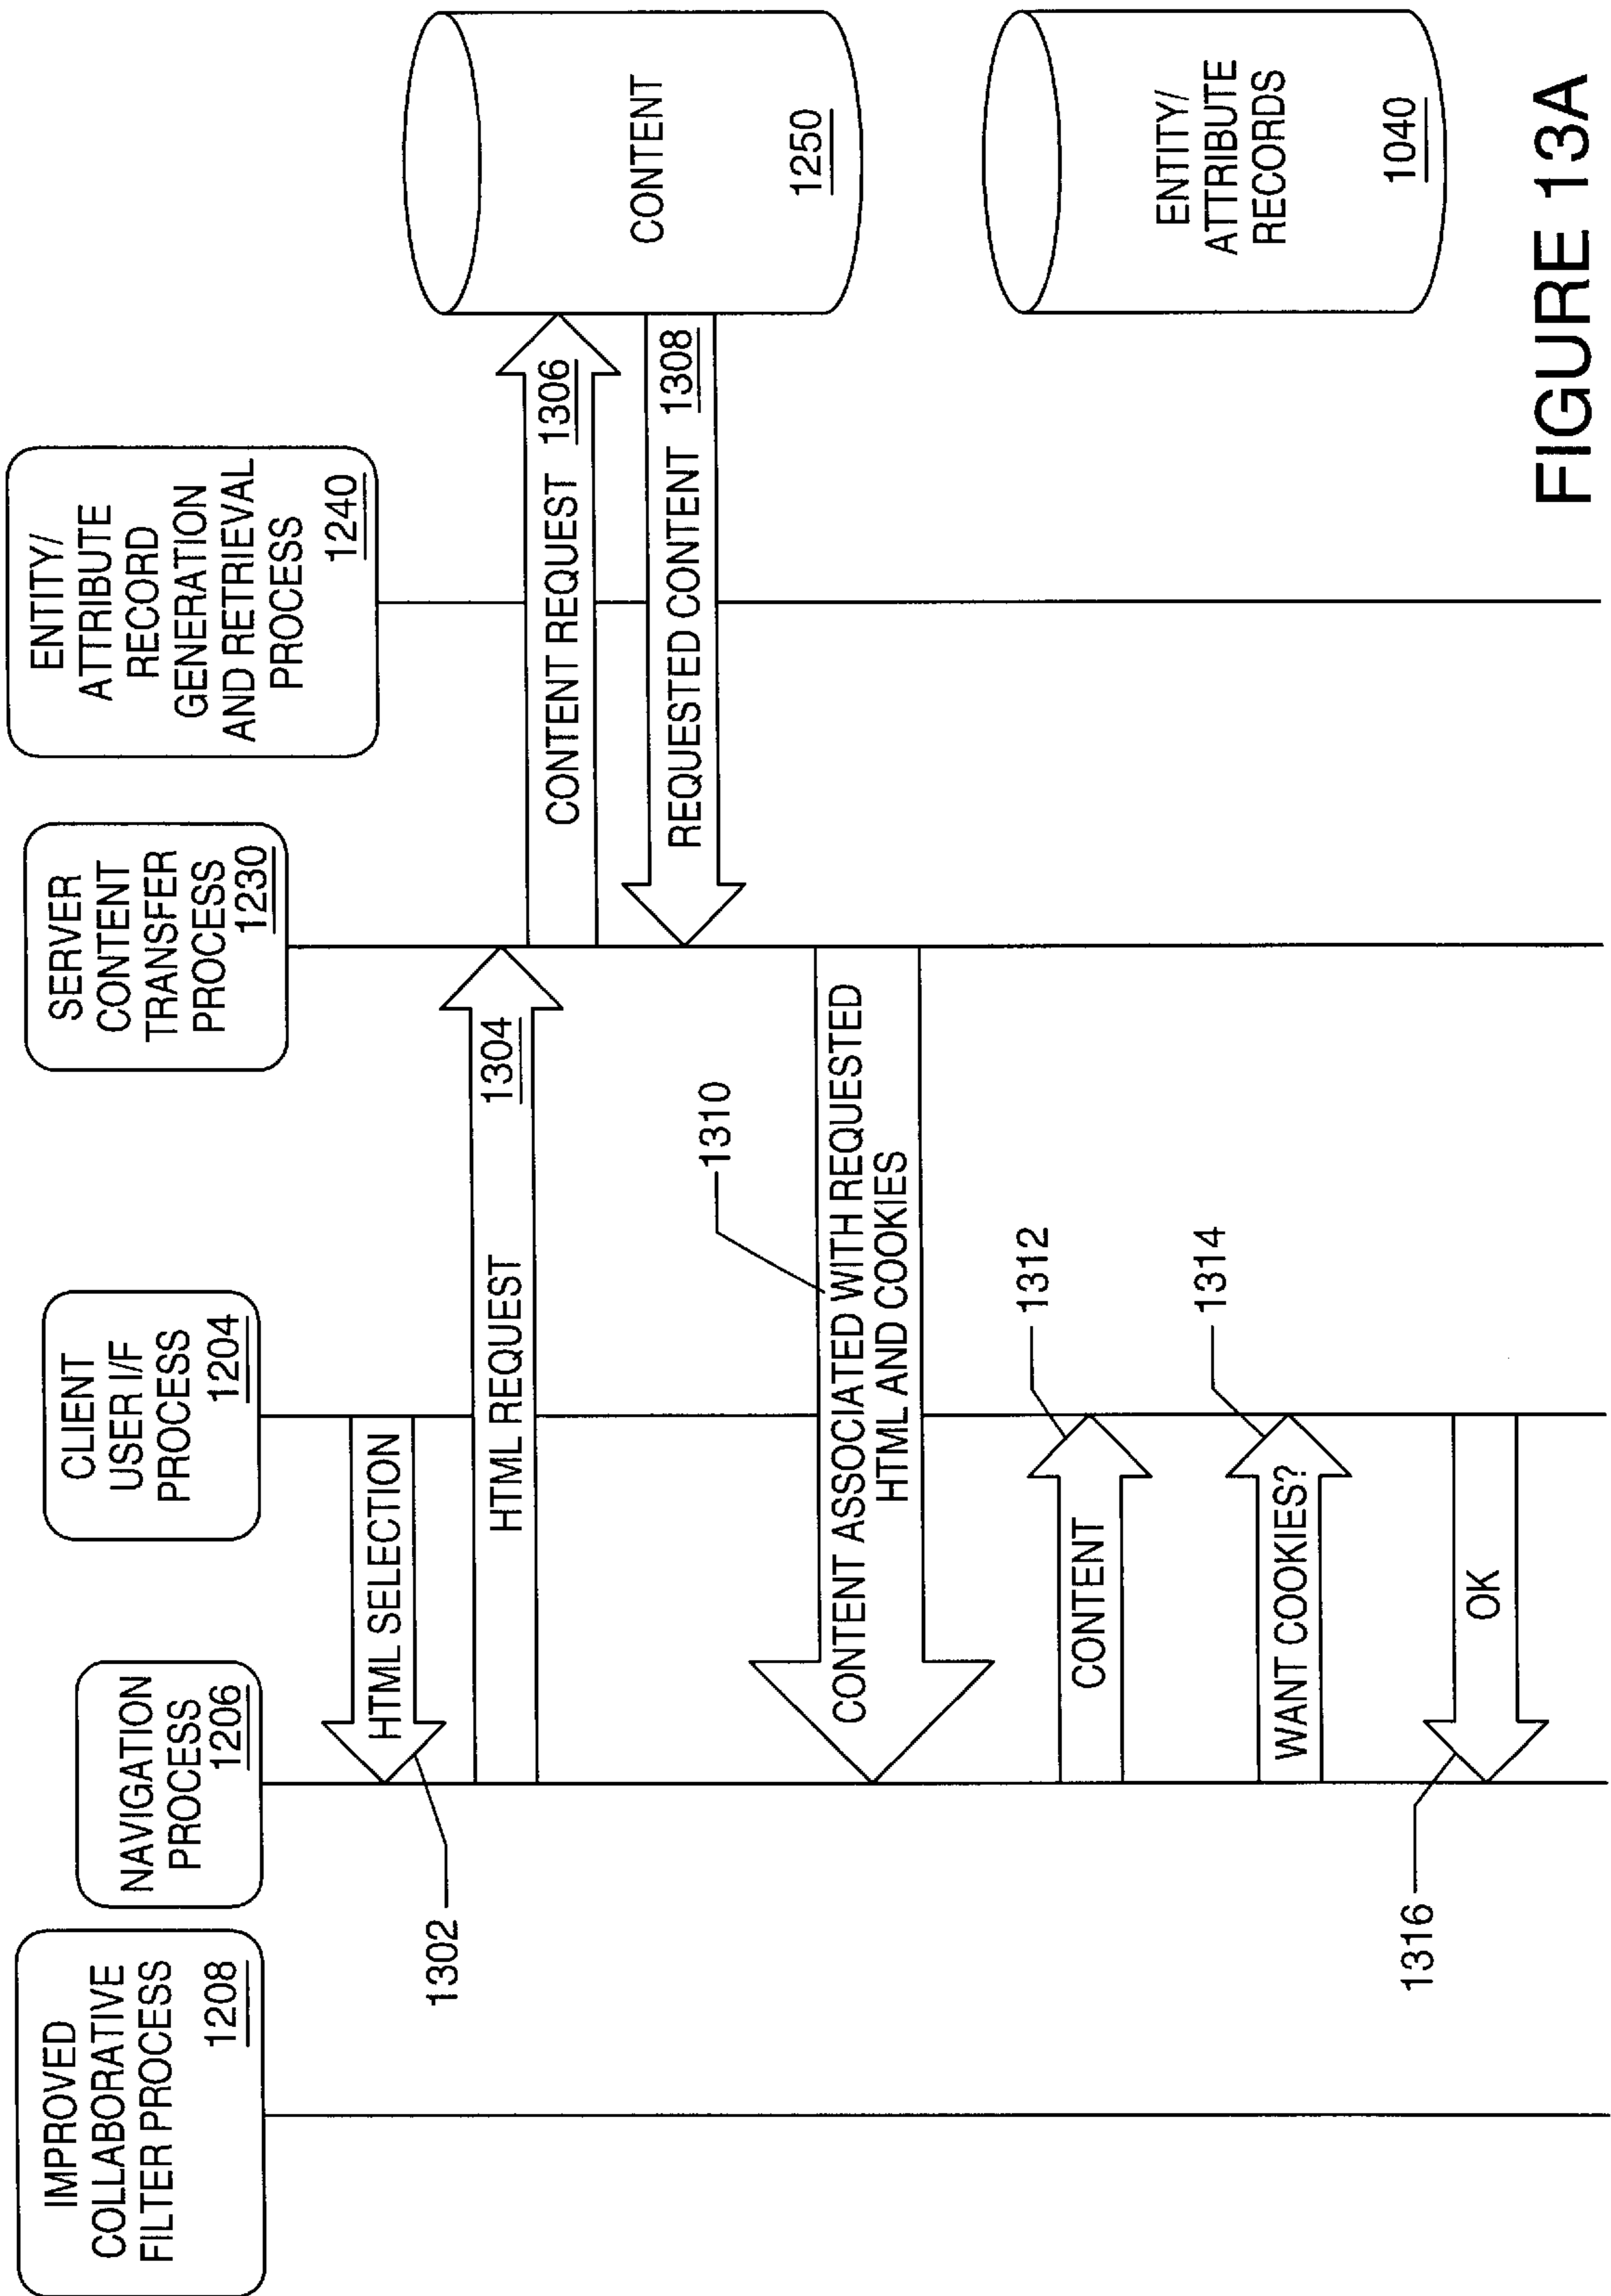 IMPROVED
COLLABORATIVE
FILTER PROCESS
1208
NAVIGATION
PROCESS
1206
CLIENT
USER I/F
PROCESS
1204
SERVER
CONTENT
TRANSFER
PROCESS
1230
ENTITY/
ATTRIBUTE
RECORD
GENERATION
AND RETRIEVAL
PROCESS
1240
HTML SELECTION
1302
HTML REQUEST
1304
CONTENT REQUEST 1306
REQUESTED CONTENT 1308
CONTENT
1250
1310
CONTENT ASSOCIATED WITH REQUESTED
HTML AND COOKIES
CONTENT
1312
WANT COOKIES?
1314
OK
1316
ENTITY/
ATTRIBUTE
RECORDS
1040
FIGURE 13A